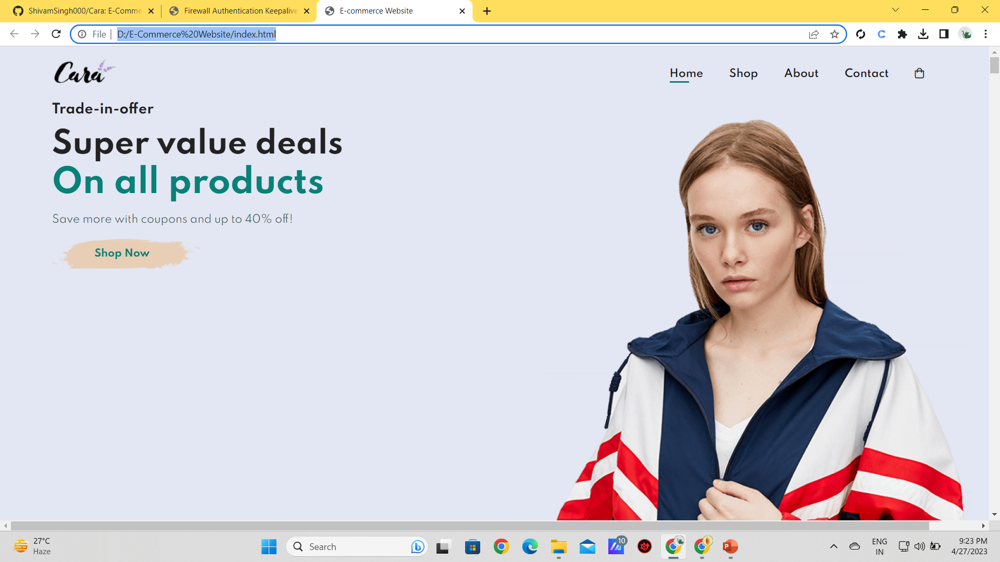 ShivamSingh000/Cara: E-Comme
Firewall Authentication Keepalive
E-commerce Website
File
D:/E-Commerce%20Website/index.html
Cara
Home
Shop
About
Contact
Trade-in-offer
Super value deals
On all products
Save more with coupons and up to 40% off!
Shop Now
27°C
Haze
Search
10
ENG
IN
9:23 PM
4/27/2023